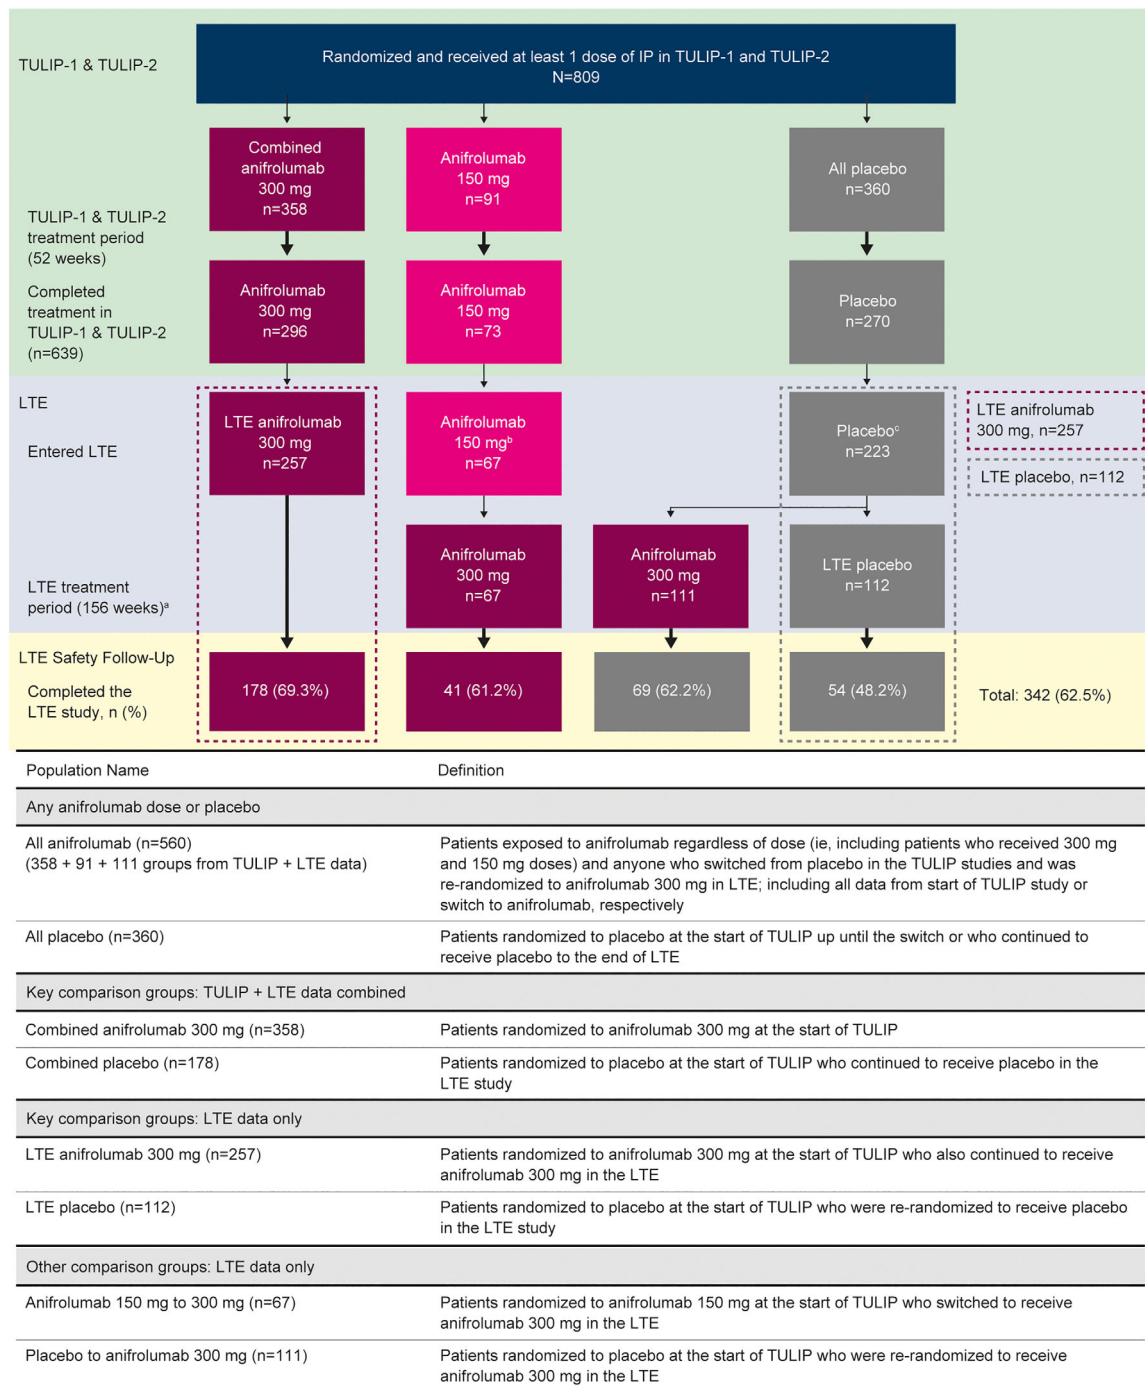 TULIP-1 & TULIP-2
Randomized and received at least 1 dose of IP in TULIP-1 and TULIP-2
N=809
Combined
anifrolumab
300 mg
n=358
Anifrolumab
150 mg
n=91
All placebo
n=360
TULIP-1 & TULIP-2
treatment period
(52 weeks)
Completed
treatment in
TULIP-1 & TULIP-2
(n=639)
Anifrolumab
300 mg
n=296
Anifrolumab
150 mg
n=73
Placebo
n=270
LTE
Entered LTE
LTE anifrolumab
300 mg
n=257
Anifrolumab
150 mgᵇ
n=67
Placeboᶜ
n=223
LTE anifrolumab
300 mg, n=257
LTE placebo, n=112
LTE treatment
period (156 weeks)ᵃ
Anifrolumab
300 mg
n=67
Anifrolumab
300 mg
n=111
LTE placebo
n=112
LTE Safety Follow-Up
Completed the
LTE study, n (%)
178 (69.3%)
41 (61.2%)
69 (62.2%)
54 (48.2%)
Total: 342 (62.5%)
Population Name
Definition
Any anifrolumab dose or placebo
All anifrolumab (n=560)
(358 + 91 + 111 groups from TULIP + LTE data)
Patients exposed to anifrolumab regardless of dose (ie, including patients who received 300 mg
and 150 mg doses) and anyone who switched from placebo in the TULIP studies and was
re-randomized to anifrolumab 300 mg in LTE; including all data from start of TULIP study or
switch to anifrolumab, respectively
All placebo (n=360)
Patients randomized to placebo at the start of TULIP up until the switch or who continued to
receive placebo to the end of LTE
Key comparison groups: TULIP + LTE data combined
Combined anifrolumab 300 mg (n=358)
Patients randomized to anifrolumab 300 mg at the start of TULIP
Combined placebo (n=178)
Patients randomized to placebo at the start of TULIP who continued to receive placebo in the
LTE study
Key comparison groups: LTE data only
LTE anifrolumab 300 mg (n=257)
Patients randomized to anifrolumab 300 mg at the start of TULIP who also continued to receive
anifrolumab 300 mg in the LTE
LTE placebo (n=112)
Patients randomized to placebo at the start of TULIP who were re-randomized to receive placebo
in the LTE study
Other comparison groups: LTE data only
Anifrolumab 150 mg to 300 mg (n=67)
Patients randomized to anifrolumab 150 mg at the start of TULIP who switched to receive
anifrolumab 300 mg in the LTE
Placebo to anifrolumab 300 mg (n=111)
Patients randomized to placebo at the start of TULIP who were re-randomized to receive
anifrolumab 300 mg in the LTE